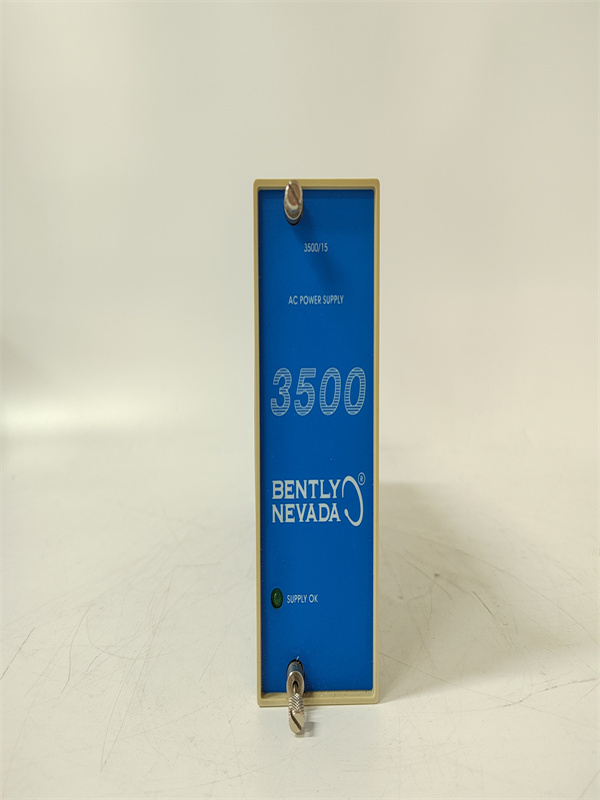 3500/15
AC POWER SUPPLY
3500
BENTLY
NEVADA®
SUPPLY OK